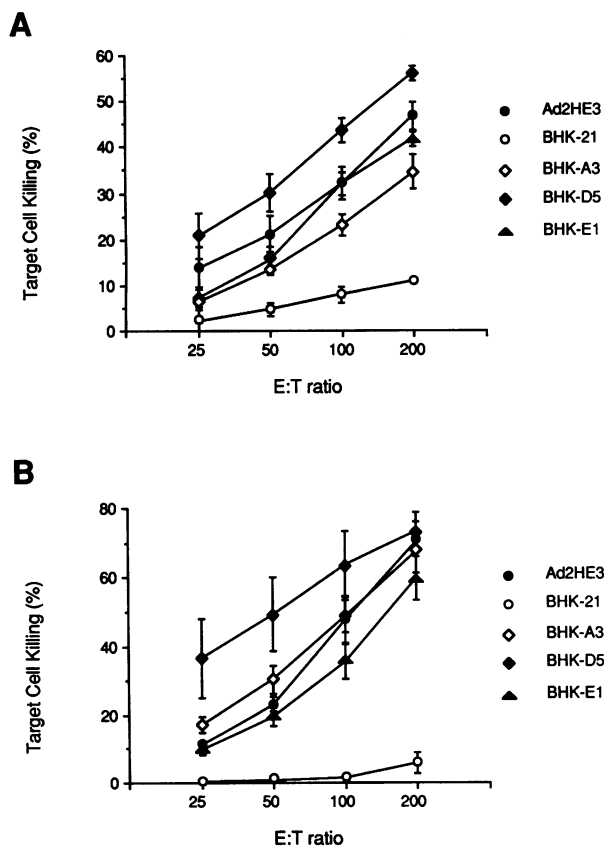 A
60
50
40
30
20
10
0
Target Cell Killing (%)
25 50 100 200
E:T ratio
Ad2HE3
BHK-21
BHK-A3
BHK-D5
BHK-E1
B
80
60
40
20
0
Target Cell Killing (%)
25 50 100 200
E:T ratio
Ad2HE3
BHK-21
BHK-A3
BHK-D5
BHK-E1